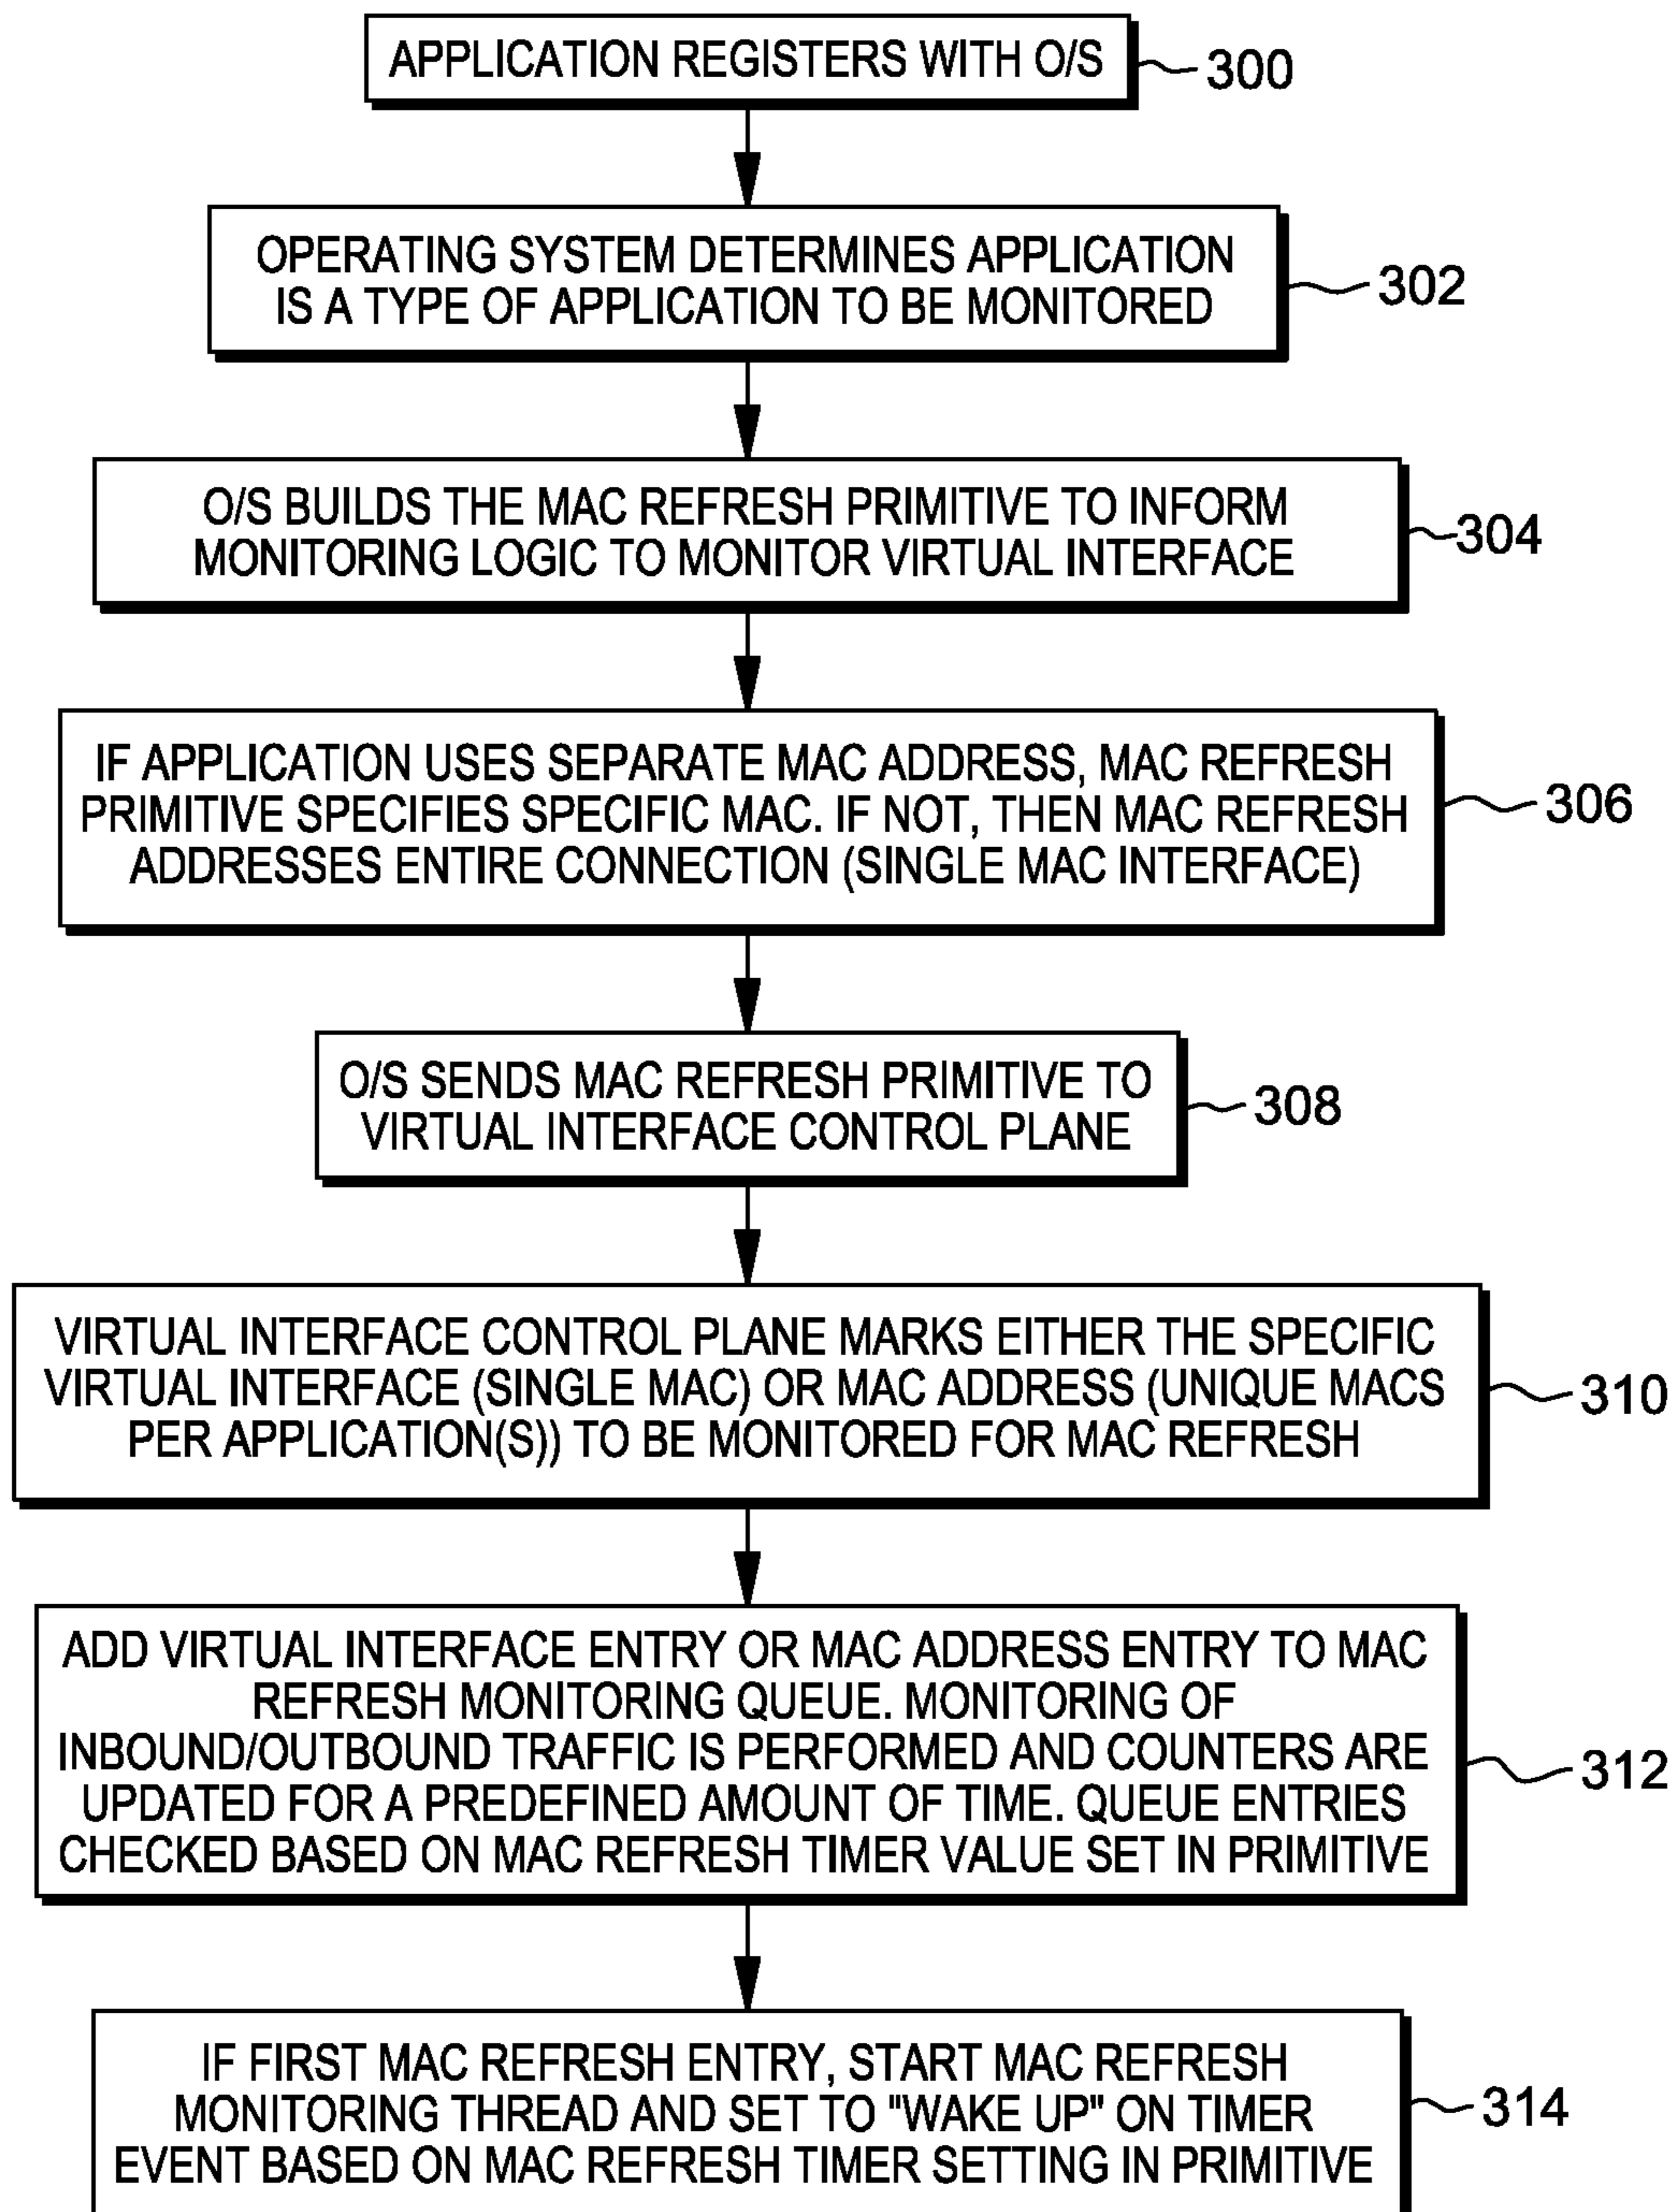 APPLICATION REGISTERS WITH O/S
300
OPERATING SYSTEM DETERMINES APPLICATION
IS A TYPE OF APPLICATION TO BE MONITORED
302
O/S BUILDS THE MAC REFRESH PRIMITIVE TO INFORM
MONITORING LOGIC TO MONITOR VIRTUAL INTERFACE
304
IF APPLICATION USES SEPARATE MAC ADDRESS, MAC REFRESH
PRIMITIVE SPECIFIES SPECIFIC MAC. IF NOT, THEN MAC REFRESH
ADDRESSES ENTIRE CONNECTION (SINGLE MAC INTERFACE)
306
O/S SENDS MAC REFRESH PRIMITIVE TO
VIRTUAL INTERFACE CONTROL PLANE
308
VIRTUAL INTERFACE CONTROL PLANE MARKS EITHER THE SPECIFIC
VIRTUAL INTERFACE (SINGLE MAC) OR MAC ADDRESS (UNIQUE MACS
PER APPLICATION(S)) TO BE MONITORED FOR MAC REFRESH
310
ADD VIRTUAL INTERFACE ENTRY OR MAC ADDRESS ENTRY TO MAC
REFRESH MONITORING QUEUE. MONITORING OF
INBOUND/OUTBOUND TRAFFIC IS PERFORMED AND COUNTERS ARE
UPDATED FOR A PREDEFINED AMOUNT OF TIME. QUEUE ENTRIES
CHECKED BASED ON MAC REFRESH TIMER VALUE SET IN PRIMITIVE
312
IF FIRST MAC REFRESH ENTRY, START MAC REFRESH
MONITORING THREAD AND SET TO "WAKE UP" ON TIMER
EVENT BASED ON MAC REFRESH TIMER SETTING IN PRIMITIVE
314